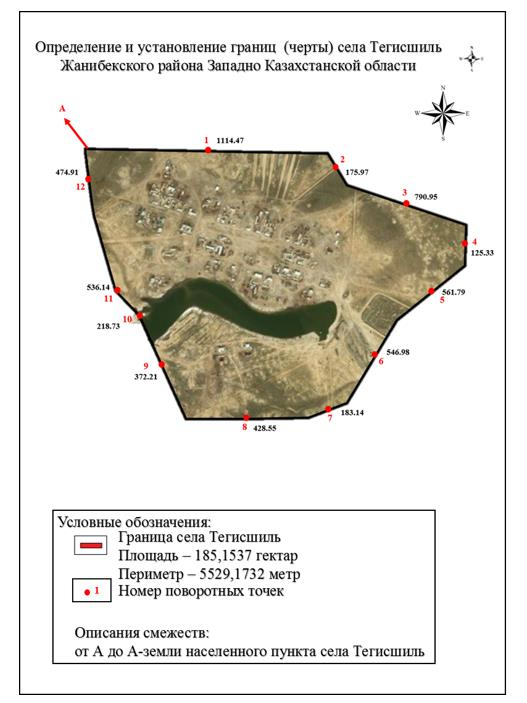 Определение и установление границ (черты) села Тегисшиль
Жанибекского района Западно Казахстанской области
N
W E
S
A
1
1114.47
2
175.97
3
790.95
474.91
12
4
125.33
536.14
11
561.79
5
10
218.73
546.98
6
9
372.21
7
183.14
8
428.55
Условные обозначения:
Граница села Тегисшиль
Площадь – 185,1537 гектар
Периметр – 5529,1732 метр
1
Номер поворотных точек
Описания смежеств:
от А до А-земли населенного пункта села Тегисшиль